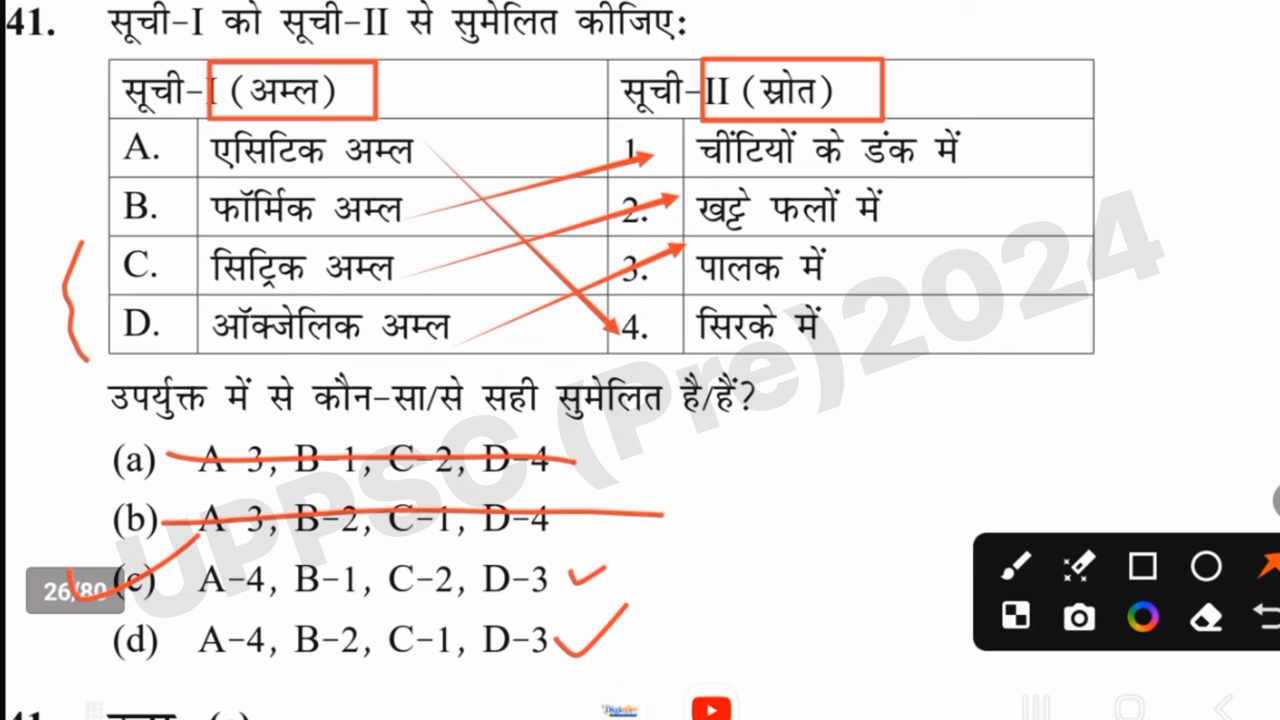 41. सूची-I को सूची-II से सुमेलित कीजिए:
सूची-I (अम्ल) सूची-II (स्रोत)
A. एसिटिक अम्ल 1. चींटियों के डंक में
B. फॉर्मिक अम्ल 2. खट्टे फलों में
C. सिट्रिक अम्ल 3. पालक में
D. ऑक्जेलिक अम्ल 4. सिरके में
उपर्युक्त में से कौन-सा/से सही सुमेलित है/हैं?
(a) A-3, B-1, C-2, D-4
(b) A-3, B-2, C-1, D-4
(c) A-4, B-1, C-2, D-3
(d) A-4, B-2, C-1, D-3
UPPSC (Pre) 2024
26/80